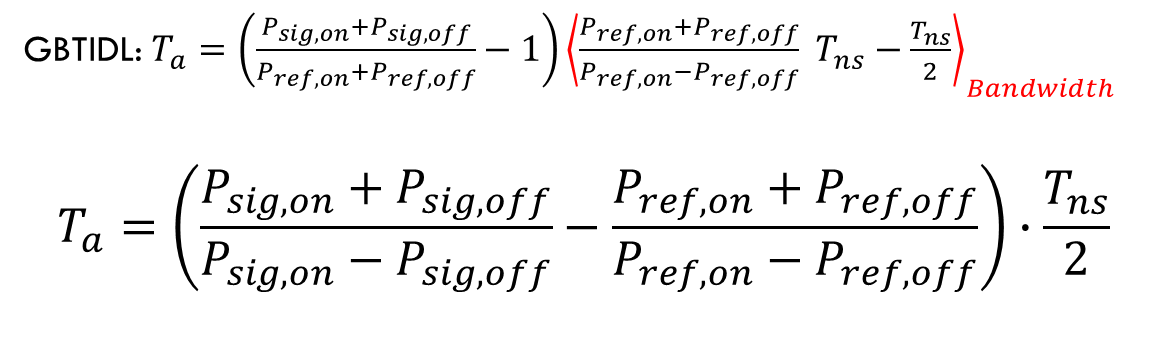 GBTIDL: T_a = ((P_sig,on + P_sig,off)/(P_ref,on + P_ref,off) − 1) ⟨(P_ref,on + P_ref,off)/(P_ref,on − P_ref,off) T_ns − T_ns/2⟩_Bandwidth
T_a = ((P_sig,on + P_sig,off)/(P_sig,on − P_sig,off) − (P_ref,on + P_ref,off)/(P_ref,on − P_ref,off)) · T_ns/2